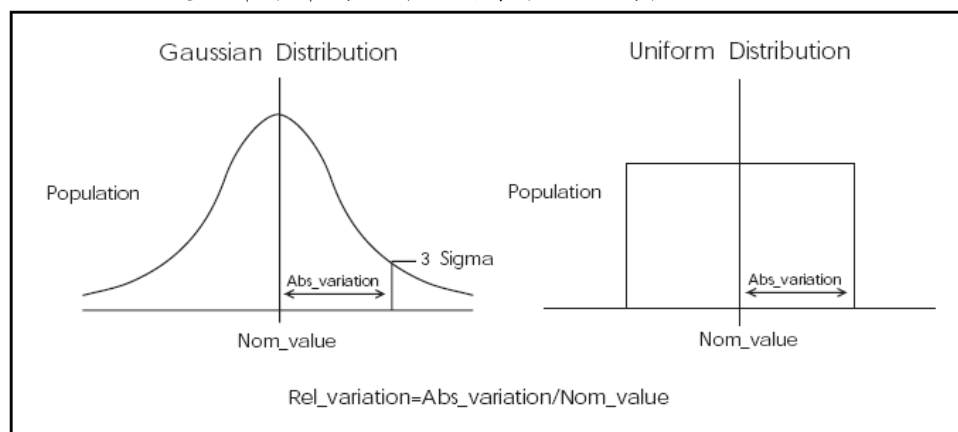 Gaussian Distribution
Population
3 Sigma
Abs_variation
Nom_value
Uniform Distribution
Population
Abs_variation
Nom_value
Rel_variation=Abs_variation/Nom_value